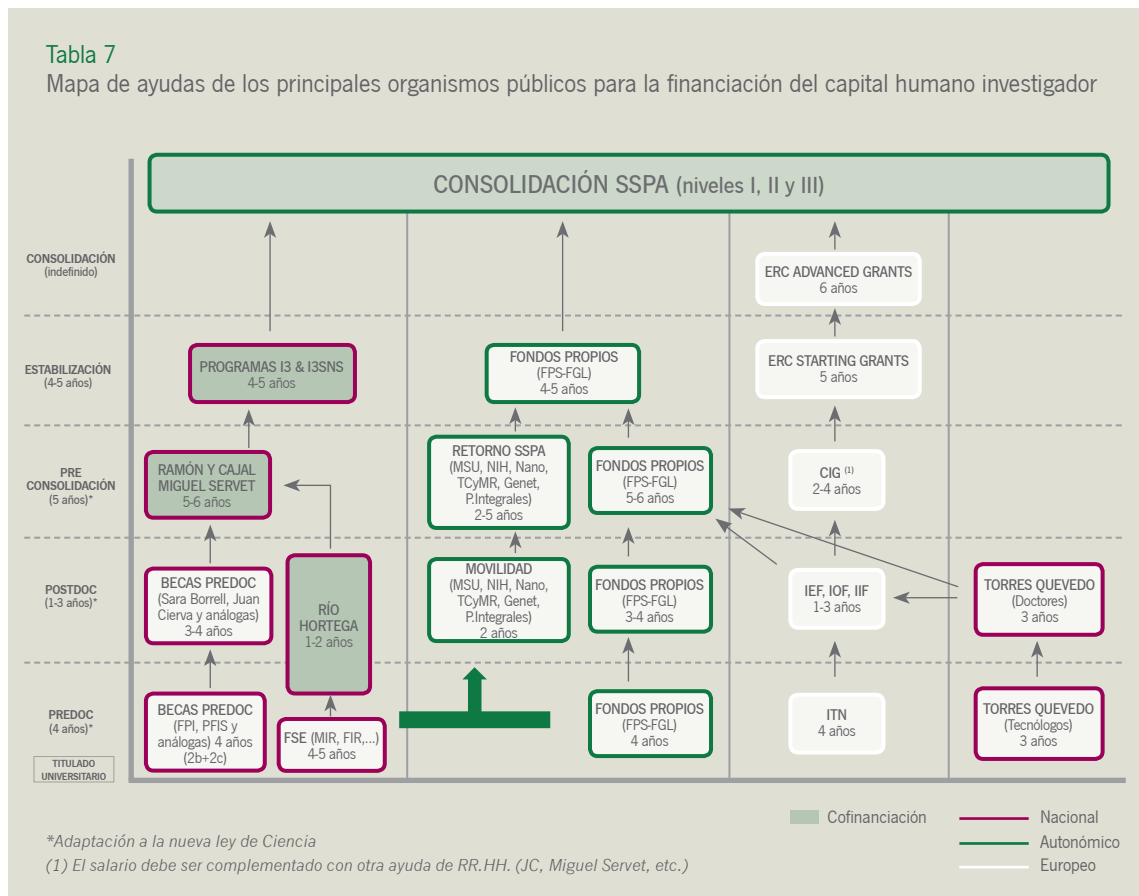 Tabla 7
Mapa de ayudas de los principales organismos públicos para la financiación del capital humano investigador
CONSOLIDACIÓN SSPA (niveles I, II y III)
CONSOLIDACIÓN
(indefinido)
ERC ADVANCED GRANTS
6 años
ESTABILIZACIÓN
(4-5 años)
PROGRAMAS I3 & I3SNS
4-5 años
FONDOS PROPIOS
(FPS-FGL)
4-5 años
ERC STARTING GRANTS
5 años
PRE
CONSOLIDACIÓN
(5 años)*
RAMÓN Y CAJAL
MIGUEL SERVET
5-6 años
RETORNO SSPA
(MSU, NIH, Nano,
TCyMR, Genet,
P.Integrales)
2-5 años
FONDOS PROPIOS
(FPS-FGL)
5-6 años
CIG (1)
2-4 años
POSTDOC
(1-3 años)*
BECAS PREDOC
(Sara Borrell, Juan
Cierva y análogas)
3-4 años
RÍO
HORTEGA
1-2 años
MOVILIDAD
(MSU, NIH, Nano,
TCyMR, Genet,
P.Integrales)
2 años
FONDOS PROPIOS
(FPS-FGL)
3-4 años
IEF, IOF, IIF
1-3 años
TORRES QUEVEDO
(Doctores)
3 años
PREDOC
(4 años)*
BECAS PREDOC
(FPI, PFIS y
análogas) 4 años
(2b+2c)
FSE (MIR, FIR,...)
4-5 años
FONDOS PROPIOS
(FPS-FGL)
4 años
ITN
4 años
TORRES QUEVEDO
(Tecnólogos)
3 años
TITULADO
UNIVERSITARIO
Cofinanciación
Nacional
Autonómico
Europeo
*Adaptación a la nueva ley de Ciencia
(1) El salario debe ser complementado con otra ayuda de RR.HH. (JC, Miguel Servet, etc.)